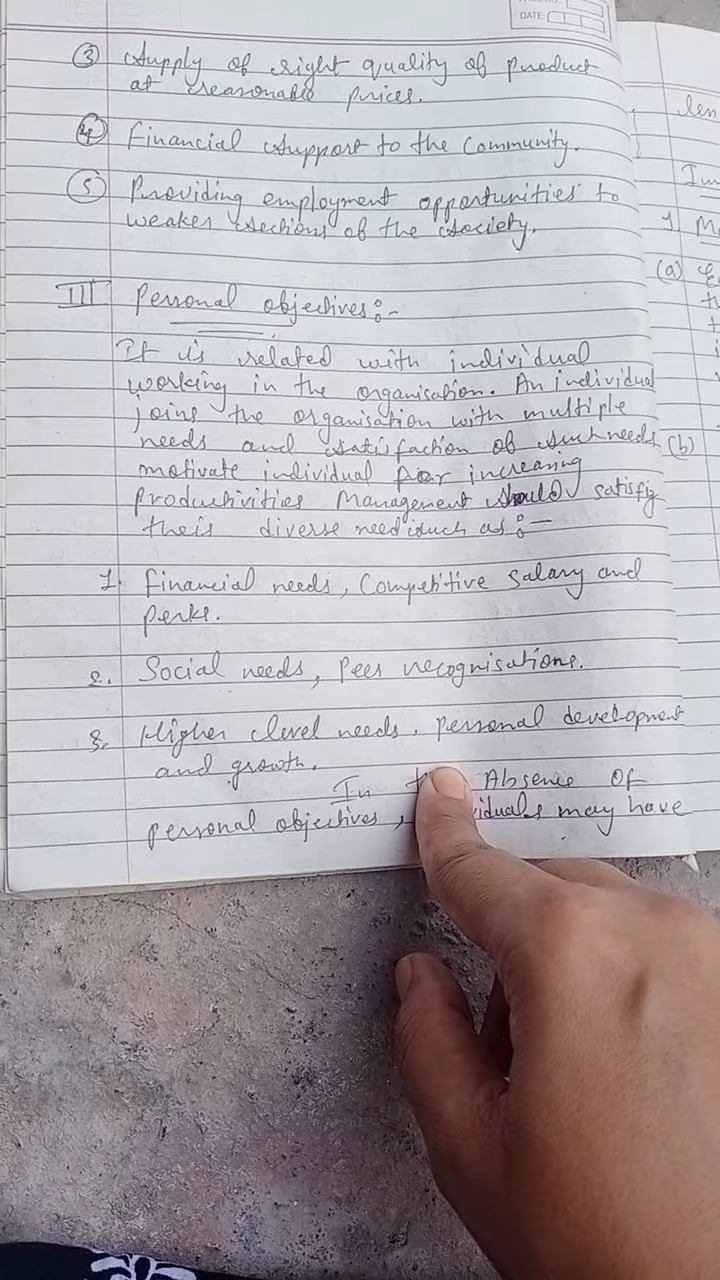 DATE:
③ Supply of right quality of product
at reasonable prices.
④ Financial support to the Community.
⑤ Providing employment opportunities to
weaker sections of the society.
III Personal objectives:-
It is related with individual
working in the organisation. An individual
joins the organisation with multiple
needs and satisfaction of such needs
motivate individual for increasing
productivities Management should satisfiy
theis diverse need such as:-
1. Financial needs, Competitive salary and
perks.
2. Social needs, Peer recognisations.
3. Higher level needs, personal development
and growth.
In Absence of
personal objectives, may have
1 M
(a)
(b)